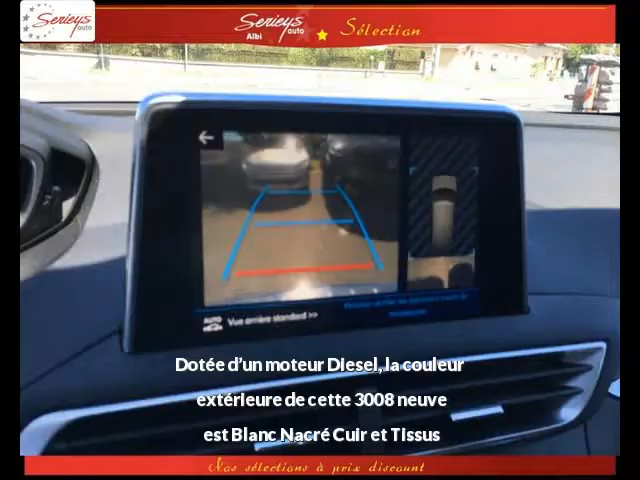 Serieys
auto
Serieys
auto
Albi
Sélection
AUTO
Vue arrière standard >>
Dotée d'un moteur Diesel, la couleur
extérieure de cette 3008 neuve
est Blanc Nacré Cuir et Tissus
Nos sélections à prix discount